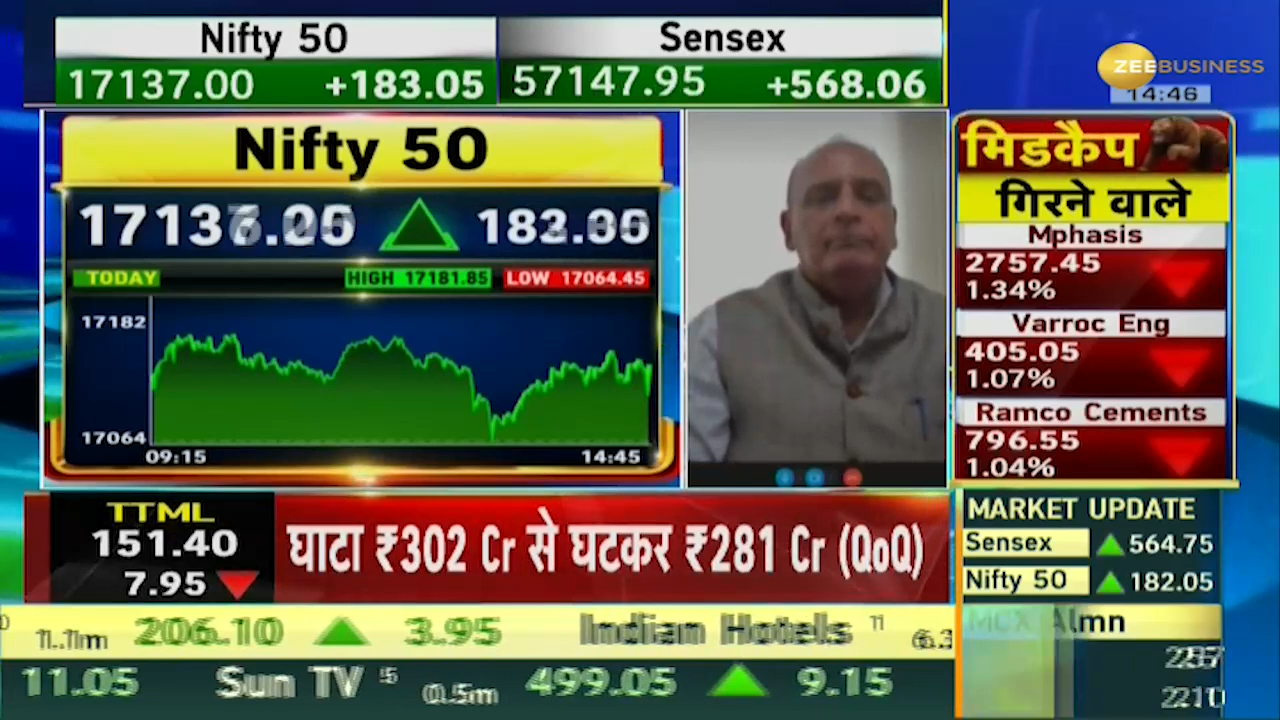 Nifty 50
17137.00 +183.05
Sensex
57147.95 +568.06
ZEEBUSINESS
14:46
Nifty 50
TODAY
HIGH 17181.85
LOW 17064.45
17182
17064
09:15
14:45
मिडकैप
गिरने वाले
Mphasis
2757.45
1.34%
Varroc Eng
405.05
1.07%
Ramco Cements
796.55
1.04%
TTML
151.40
7.95
घाटा ₹302 Cr से घटकर ₹281 Cr (QoQ)
MARKET UPDATE
Sensex 564.75
Nifty 50 182.05
206.10 3.95 Indian Hotels
11.05 Sun TV 0.5m 499.05 9.15